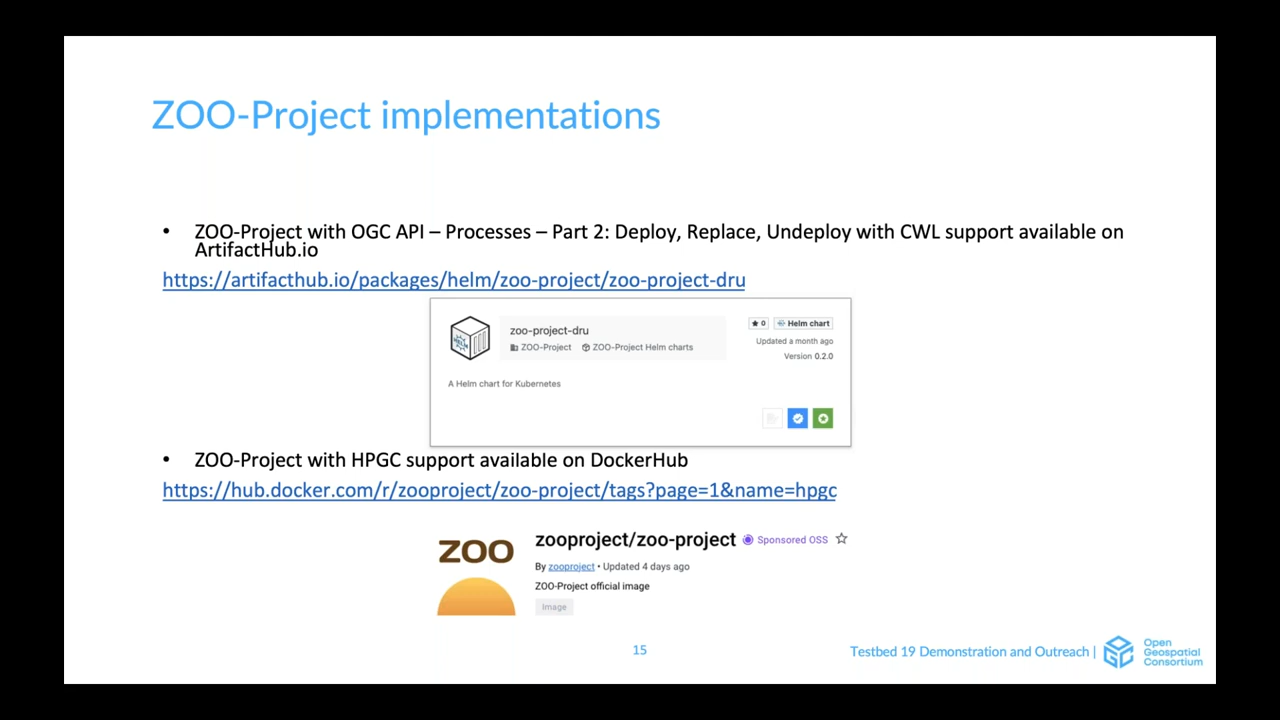 ZOO-Project implementations
• ZOO-Project with OGC API – Processes – Part 2: Deploy, Replace, Undeploy with CWL support available on
ArtifactHub.io
https://artifacthub.io/packages/helm/zoo-project/zoo-project-dru
zoo-project-dru
ZOO-Project ZOO-Project Helm charts
★ 0 Helm chart
Updated a month ago
Version 0.2.0
A Helm chart for Kubernetes
HELM
• ZOO-Project with HPGC support available on DockerHub
https://hub.docker.com/r/zooproject/zoo-project/tags?page=1&name=hpgc
ZOO
zooproject/zoo-project Sponsored OSS ☆
By zooproject • Updated 4 days ago
ZOO-Project official image
Image
15
Testbed 19 Demonstration and Outreach |
Open
Geospatial
Consortium